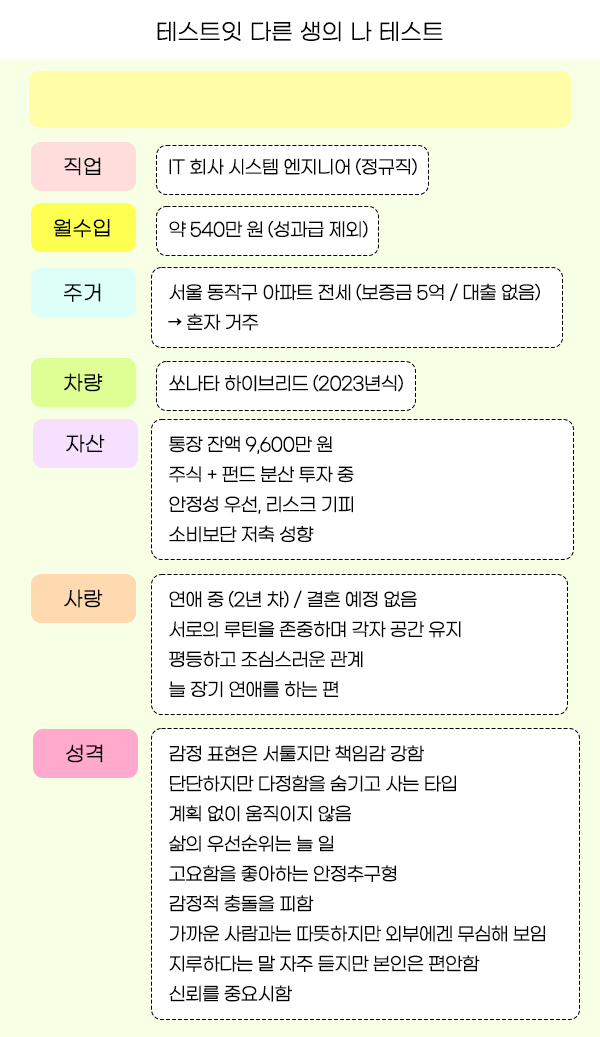 테스트잇 다른 생의 나 테스트
직업
IT 회사 시스템 엔지니어 (정규직)
월수입
약 540만 원 (성과급 제외)
주거
서울 동작구 아파트 전세 (보증금 5억 / 대출 없음)
→ 혼자 거주
차량
쏘나타 하이브리드 (2023년식)
자산
통장 잔액 9,600만 원
주식 + 펀드 분산 투자 중
안정성 우선, 리스크 기피
소비보단 저축 성향
사랑
연애 중 (2년 차) / 결혼 예정 없음
서로의 루틴을 존중하며 각자 공간 유지
평등하고 조심스러운 관계
늘 장기 연애를 하는 편
성격
감정 표현은 서툴지만 책임감 강함
단단하지만 다정함을 숨기고 사는 타입
계획 없이 움직이지 않음
삶의 우선순위는 늘 일
고요함을 좋아하는 안정추구형
감정적 충돌을 피함
가까운 사람과는 따뜻하지만 외부에겐 무심해 보임
지루하다는 말 자주 듣지만 본인은 편안함
신뢰를 중요시함